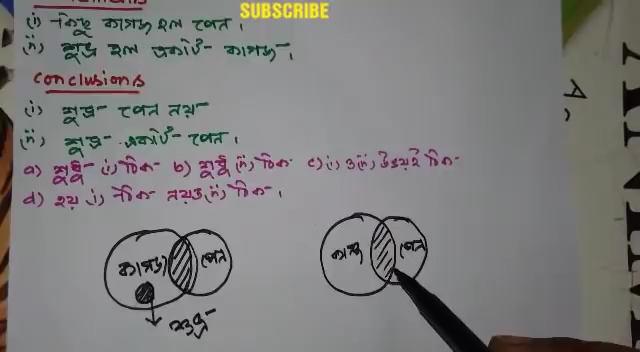 SUBSCRIBE
(i) কিছু কাগজ হল পেন।
(ii) শুভ্র হল একটি কাগজ।
Conclusions
(i) শুভ্র পেন নয়
(ii) শুভ্র একটি পেন।
a) শুধু (i) ঠিক b) শুধু (ii) ঠিক c) (i) ও (ii) উভয়ই ঠিক
d) হয় (i) ঠিক নয়ত (ii) ঠিক।
কাগজ পেন কাগজ পেন
শুভ্র